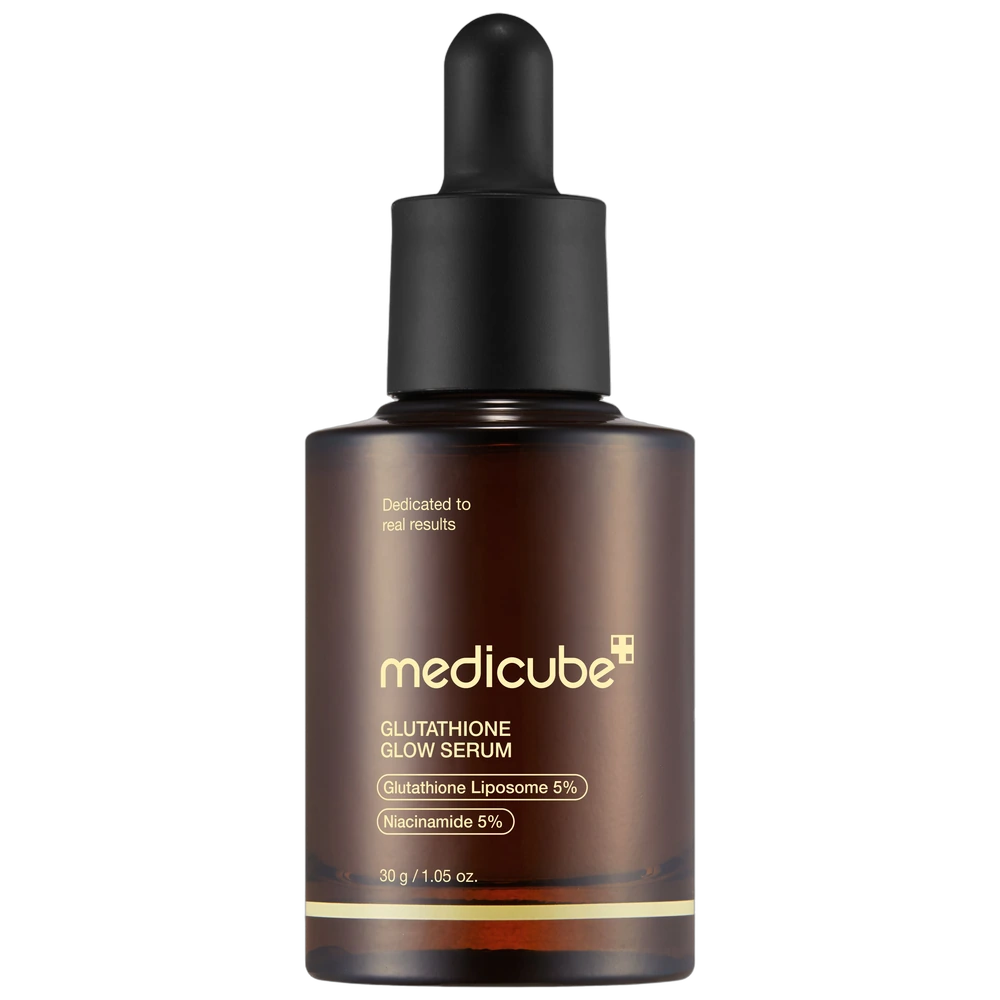 Dedicated to
real results
medicube
GLUTATHIONE
GLOW SERUM
Glutathione Liposome 5%
Niacinamide 5%
30 g / 1.05 oz.